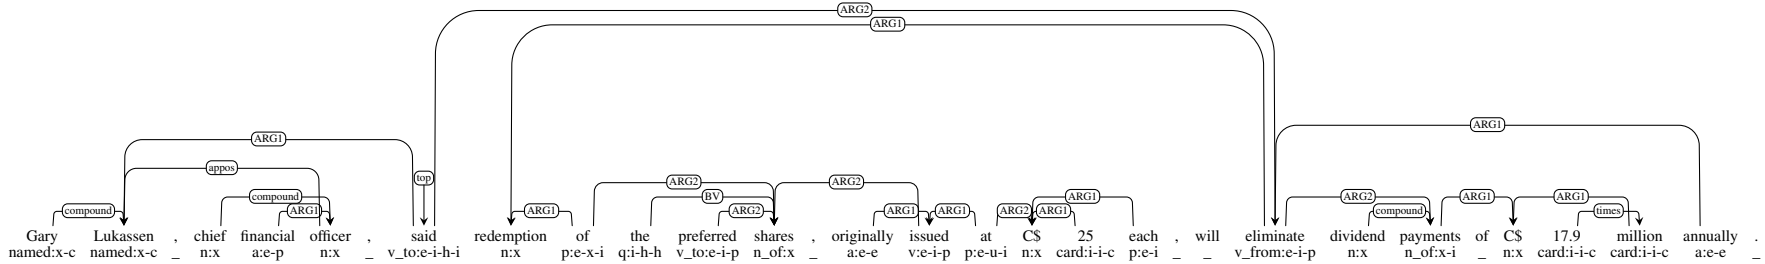 ARG2
ARG1
ARG1
ARG1
appos
top
ARG2 ARG2
compound BV ARG1 ARG2 ARG1 ARG1
compound ARG1 ARG1 ARG2 ARG1 ARG1 ARG2 ARG1 compound times
Gary Lukassen , chief financial officer , said redemption of the preferred shares , originally issued at C$ 25 each , will eliminate dividend payments of C$ 17.9 million annually .
named:x-c named:x-c _ n:x a:e-p n:x _ v_to:e-i-h-i n:x p:e-x-i q:i-h-h v_to:e-i-p n_of:x _ a:e-e v:e-i-p p:e-u-i n:x card:i-i-c p:e-i _ _ v_from:e-i-p n:x n_of:x-i _ n:x card:i-i-c card:i-i-c a:e-e _